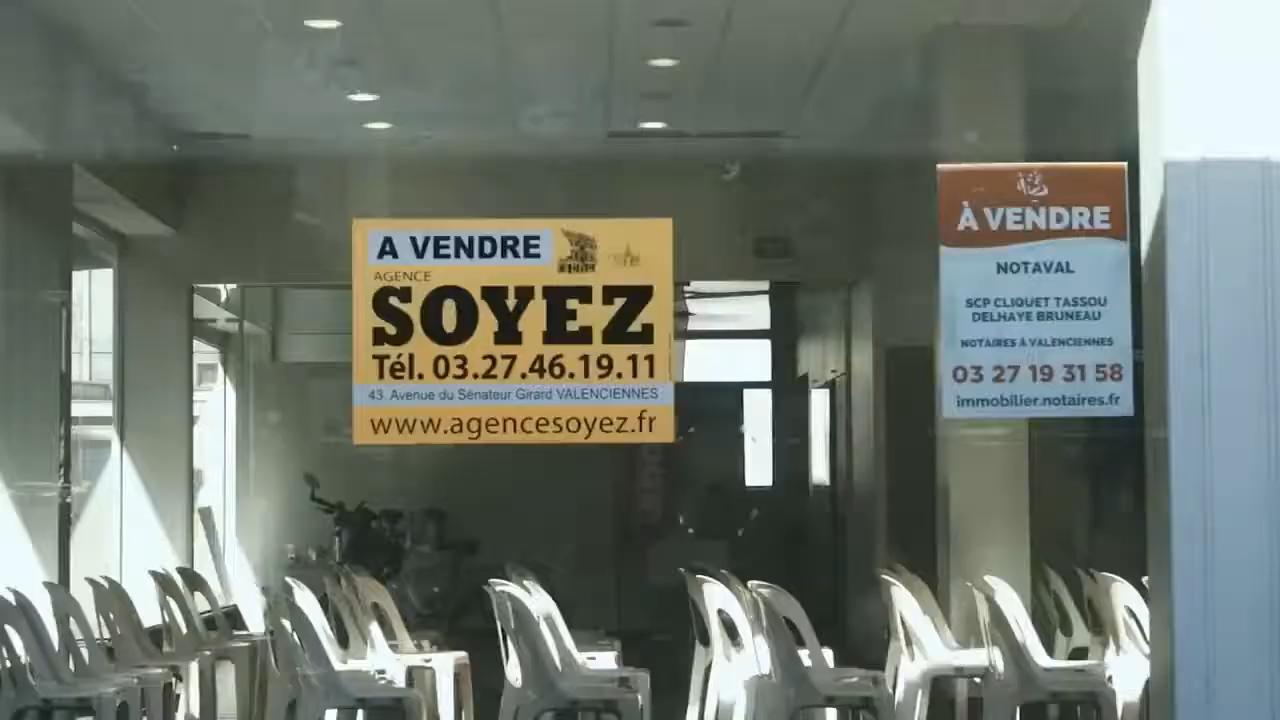 A VENDRE
AGENCE
SOYEZ
Tél. 03.27.46.19.11
43, Avenue du Sénateur Girard VALENCIENNES
www.agencesoyez.fr
À VENDRE
NOTAVAL
SCP CLIQUET TASSOU
DELHAYE BRUNEAU
NOTAIRES À VALENCIENNES
03 27 19 31 58
immobilier.notaires.fr